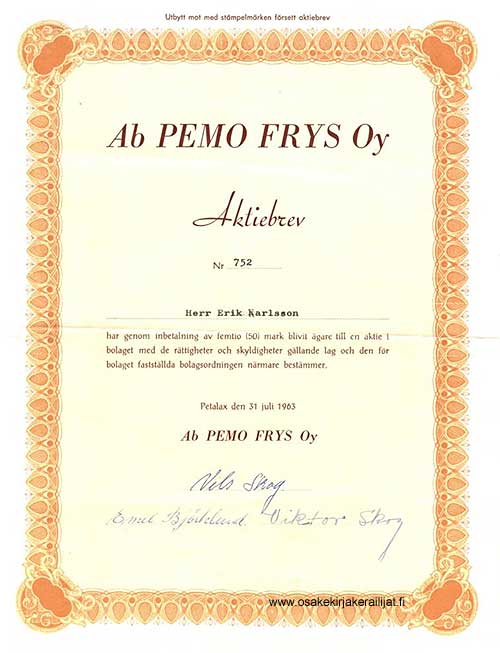 Utbytt mot med stämpelmärken försett aktiebrev
Ab PEMO FRYS Oy
Aktiebrev
Nr 752
Herr Erik Karlsson
har genom inbetalning av femtio (50) mark blivit ägare till en aktie i
bolaget med de rättigheter och skyldigheter gällande lag och den för
bolaget fastställda bolagsordningen närmare bestämmer.
Petalax den 31 juli 1963
Ab PEMO FRYS Oy
Nels Skog
Emil Björklund Viktor Skog
www.osakekirjakerailijat.fi